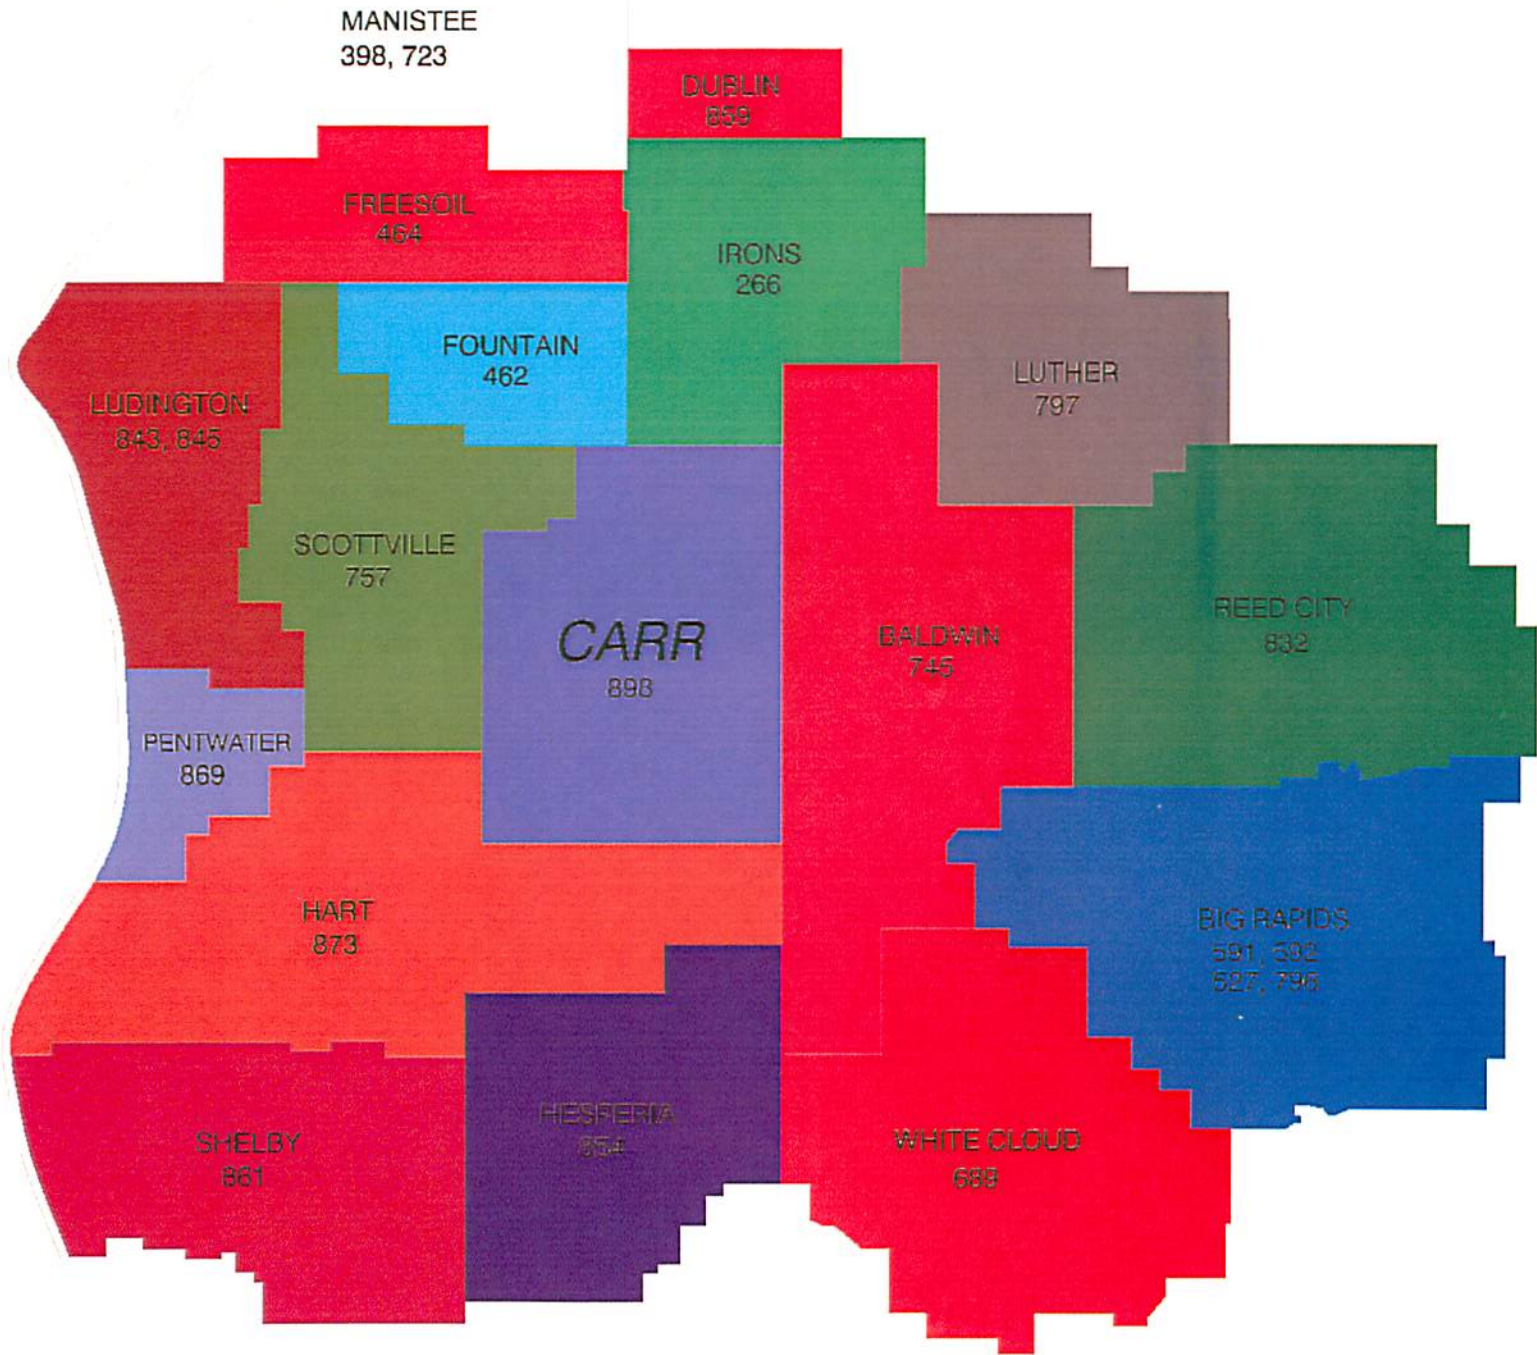 MANISTEE
398, 723
DUBLIN
859
FREESOIL
464
IRONS
266
FOUNTAIN
462
LUTHER
797
LUDINGTON
843, 845
SCOTTVILLE
757
CARR
898
BALDWIN
745
REED CITY
832
PENTWATER
869
HART
873
BIG RAPIDS
591, 592
527, 796
HESPERIA
854
SHELBY
861
WHITE CLOUD
689